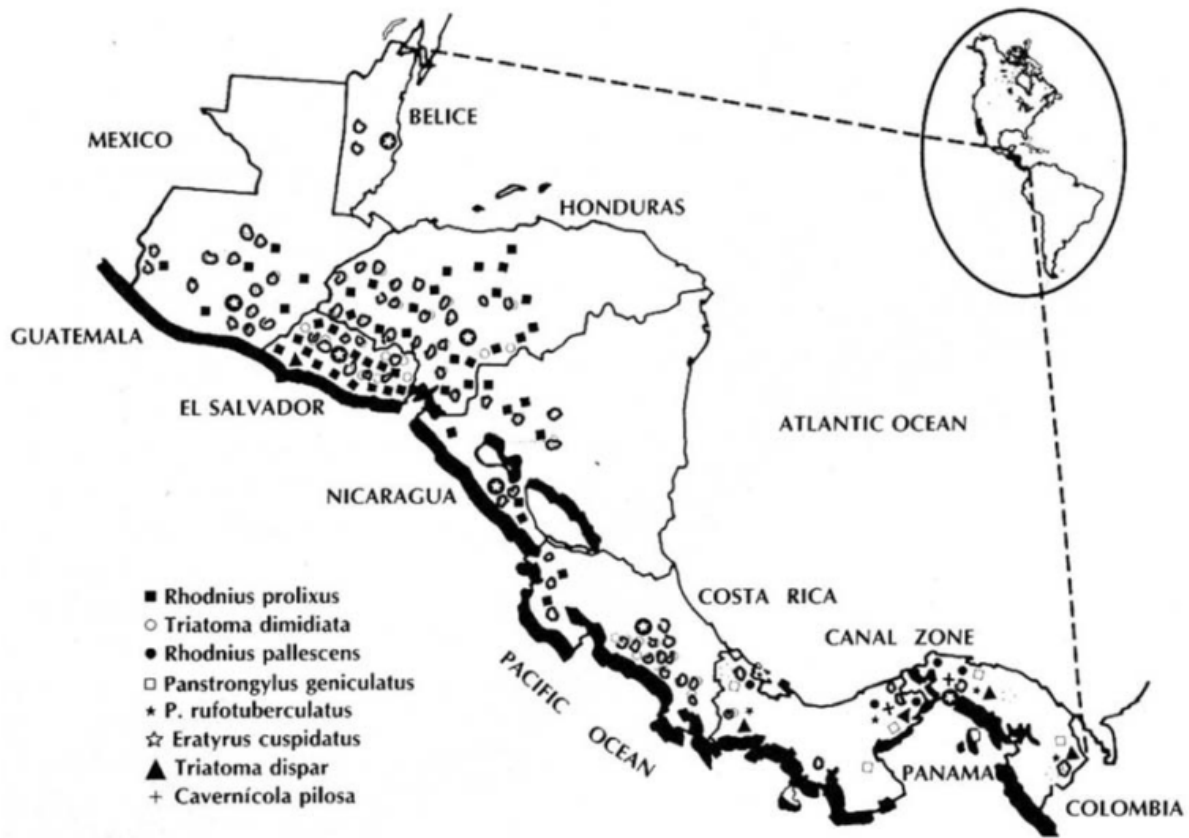 BELICE
MEXICO
HONDURAS
GUATEMALA
EL SALVADOR
ATLANTIC OCEAN
NICARAGUA
COSTA RICA
CANAL ZONE
PACIFIC OCEAN
PANAMA
COLOMBIA
Rhodnius prolixus
Triatoma dimidiata
Rhodnius pallescens
Panstrongylus geniculatus
P. rufotuberculatus
Eratyrus cuspidatus
Triatoma dispar
Cavernícola pilosa